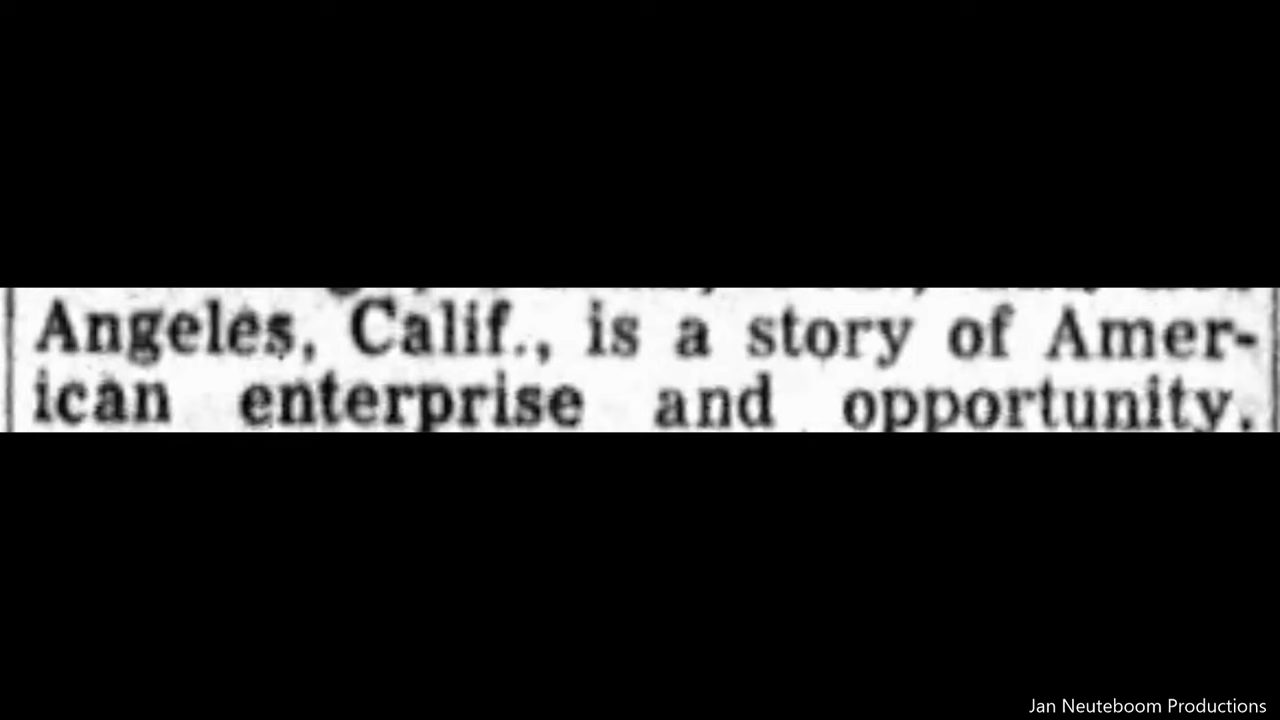 Angeles, Calif., is a story of Amer-
ican enterprise and opportunity.
Jan Neuteboom Productions